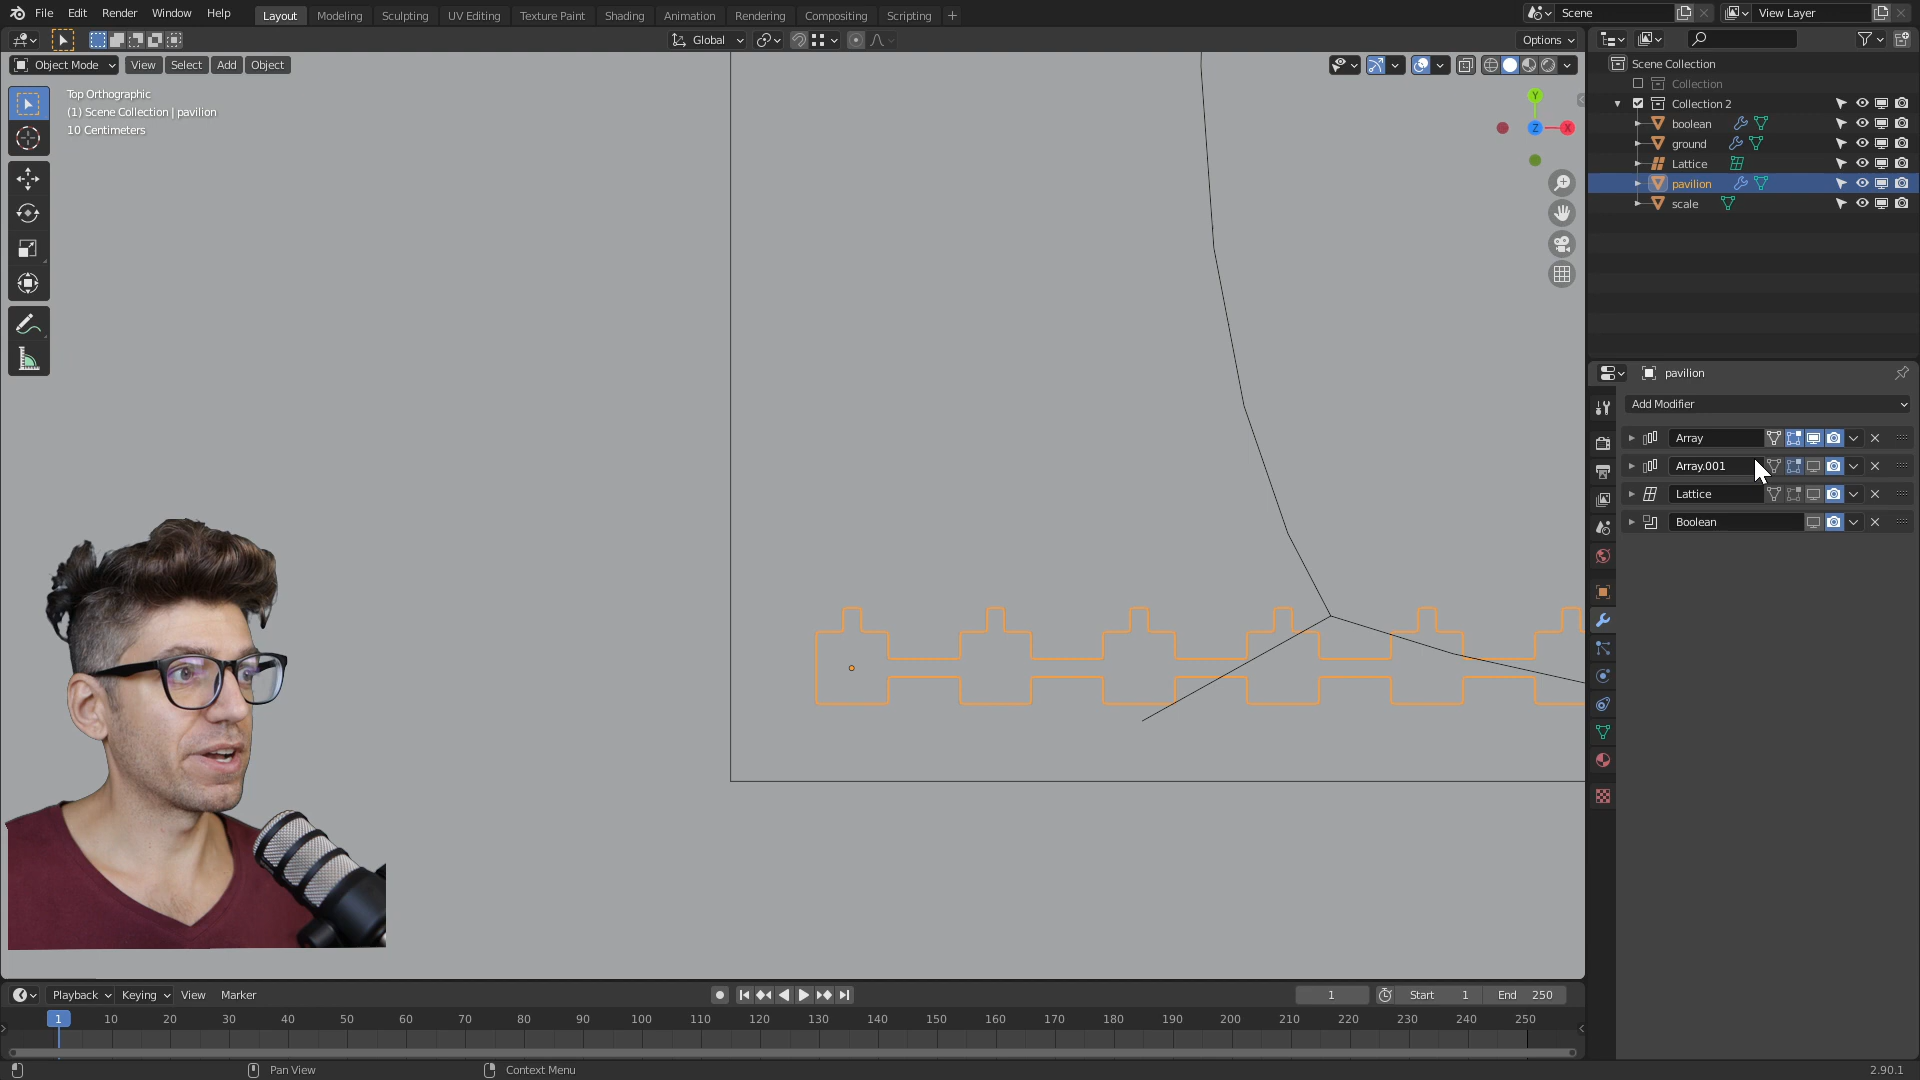 File Edit Render Window Help Layout Modeling Sculpting UV Editing Texture Paint Shading Animation Rendering Compositing Scripting + Scene View Layer
Global Options
Object Mode View Select Add Object
Top Orthographic
(1) Scene Collection | pavilion
10 Centimeters
Y
Z
X
Scene Collection
Collection
Collection 2
boolean
ground
Lattice
pavilion
scale
pavilion
Add Modifier
Array
Array.001
Lattice
Boolean
Playback Keying View Marker 1 Start 1 End 250
1 10 20 30 40 50 60 70 80 90 100 110 120 130 140 150 160 170 180 190 200 210 220 230 240 250
Pan View Context Menu 2.90.1